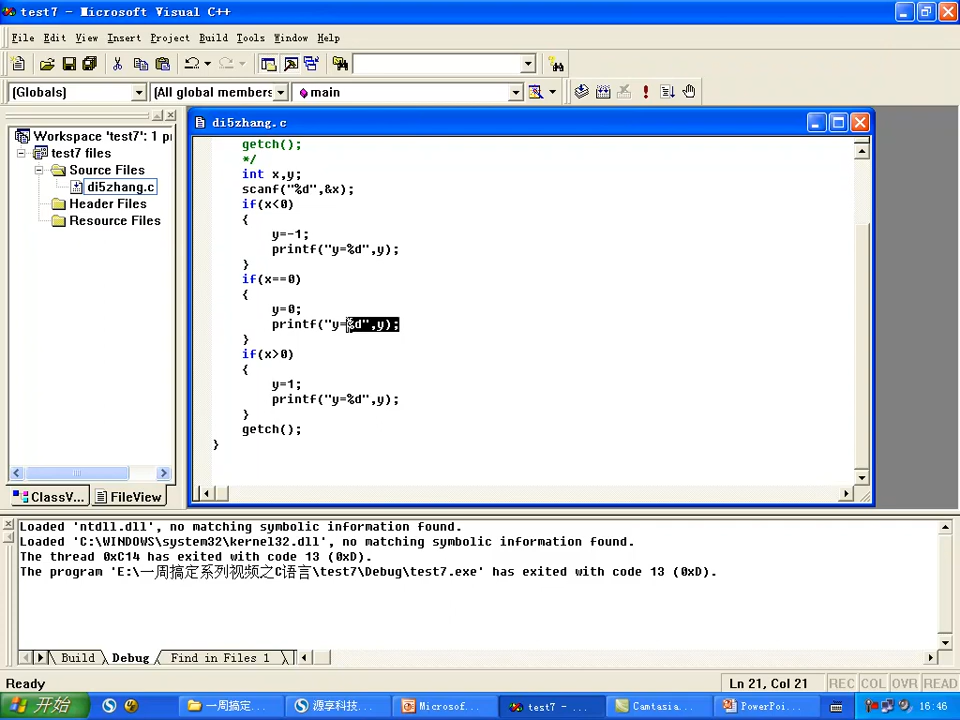 test7 - Microsoft Visual C++
File Edit View Insert Project Build Tools Window Help
(Globals) (All global members main
di5zhang.c
Workspace 'test7': 1 p
test7 files
Source Files
di5zhang.c
Header Files
Resource Files
ClassV... FileView
getch();
*/
int x,y;
scanf("%d",&x);
if(x<0)
{
y=-1;
printf("y=%d",y);
}
if(x==0)
{
y=0;
printf("y=%d",y);
}
if(x>0)
{
y=1;
printf("y=%d",y);
}
getch();
}
Loaded 'ntdll.dll', no matching symbolic information found.
Loaded 'C:\WINDOWS\system32\kernel32.dll', no matching symbolic information found.
The thread 0xC14 has exited with code 13 (0xD).
The program 'E:\一周搞定系列视频之C语言\test7\Debug\test7.exe' has exited with code 13 (0xD).
Build Debug Find in Files 1
Ready Ln 21, Col 21 REC COL OVR READ
开始 一周搞定... 源享科技... Microsof... test7 - ... Camtasia... PowerPoi... 16:46